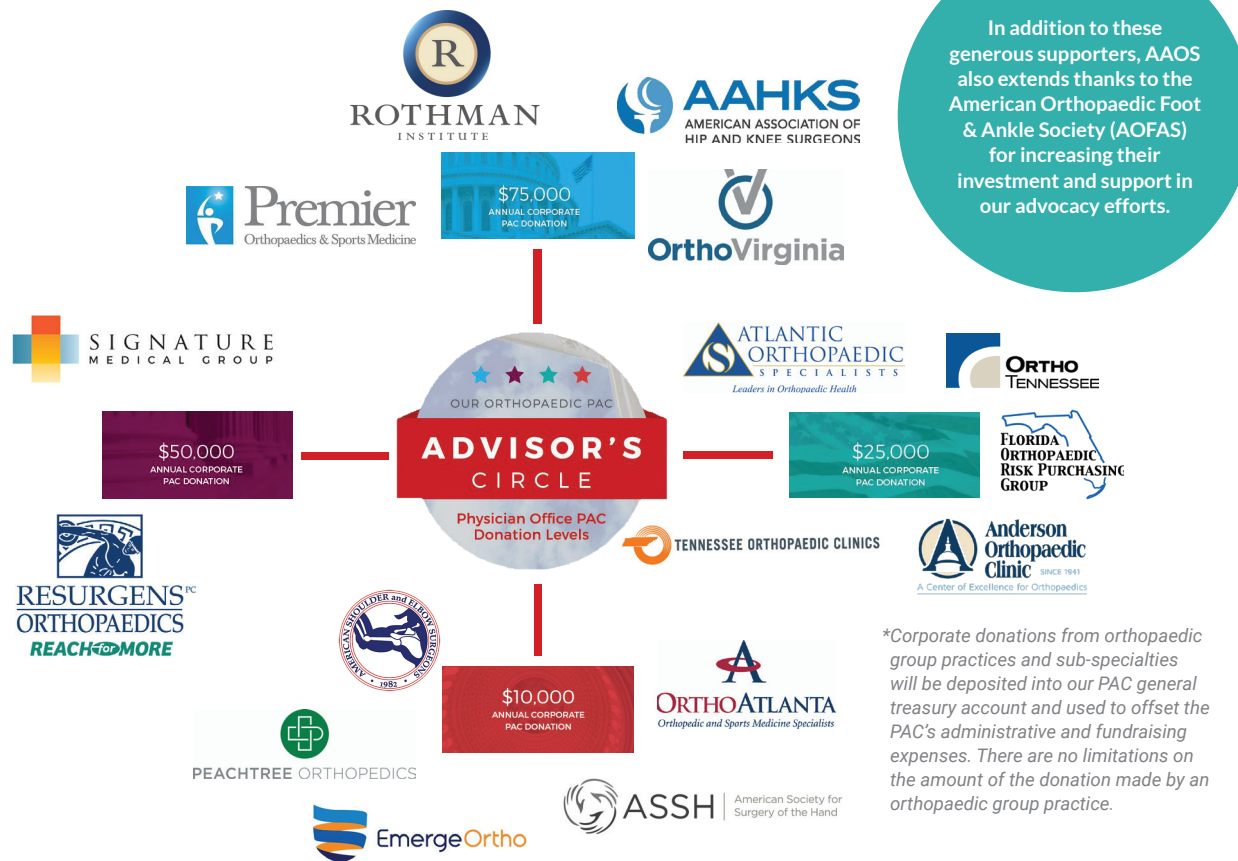 R
ROTHMAN
INSTITUTE
AAHKS
AMERICAN ASSOCIATION OF
HIP AND KNEE SURGEONS
In addition to these
generous supporters, AAOS
also extends thanks to the
American Orthopaedic Foot
& Ankle Society (AOFAS)
for increasing their
investment and support in
our advocacy efforts.
Premier
Orthopaedics & Sports Medicine
$75,000
ANNUAL CORPORATE
PAC DONATION
OrthoVirginia
SIGNATURE
MEDICAL GROUP
S
ATLANTIC
ORTHOPAEDIC
SPECIALISTS
Leaders in Orthopaedic Health
ORTHO
TENNESSEE
OUR ORTHOPAEDIC PAC
ADVISOR'S
CIRCLE
Physician Office PAC
Donation Levels
$50,000
ANNUAL CORPORATE
PAC DONATION
$25,000
ANNUAL CORPORATE
PAC DONATION
FLORIDA
ORTHOPAEDIC
RISK PURCHASING
GROUP
RESURGENS PC
ORTHOPAEDICS
REACH for MORE
TENNESSEE ORTHOPAEDIC CLINICS
Anderson
Orthopaedic
Clinic SINCE 1941
A Center of Excellence for Orthopaedics
AMERICAN SHOULDER and ELBOW SURGEONS
• 1982 •
$10,000
ANNUAL CORPORATE
PAC DONATION
ORTHOATLANTA
Orthopedic and Sports Medicine Specialists
*Corporate donations from orthopaedic
group practices and sub-specialties
will be deposited into our PAC general
treasury account and used to offset the
PAC's administrative and fundraising
expenses. There are no limitations on
the amount of the donation made by an
orthopaedic group practice.
PEACHTREE ORTHOPEDICS
EmergeOrtho
ASSH
American Society for
Surgery of the Hand